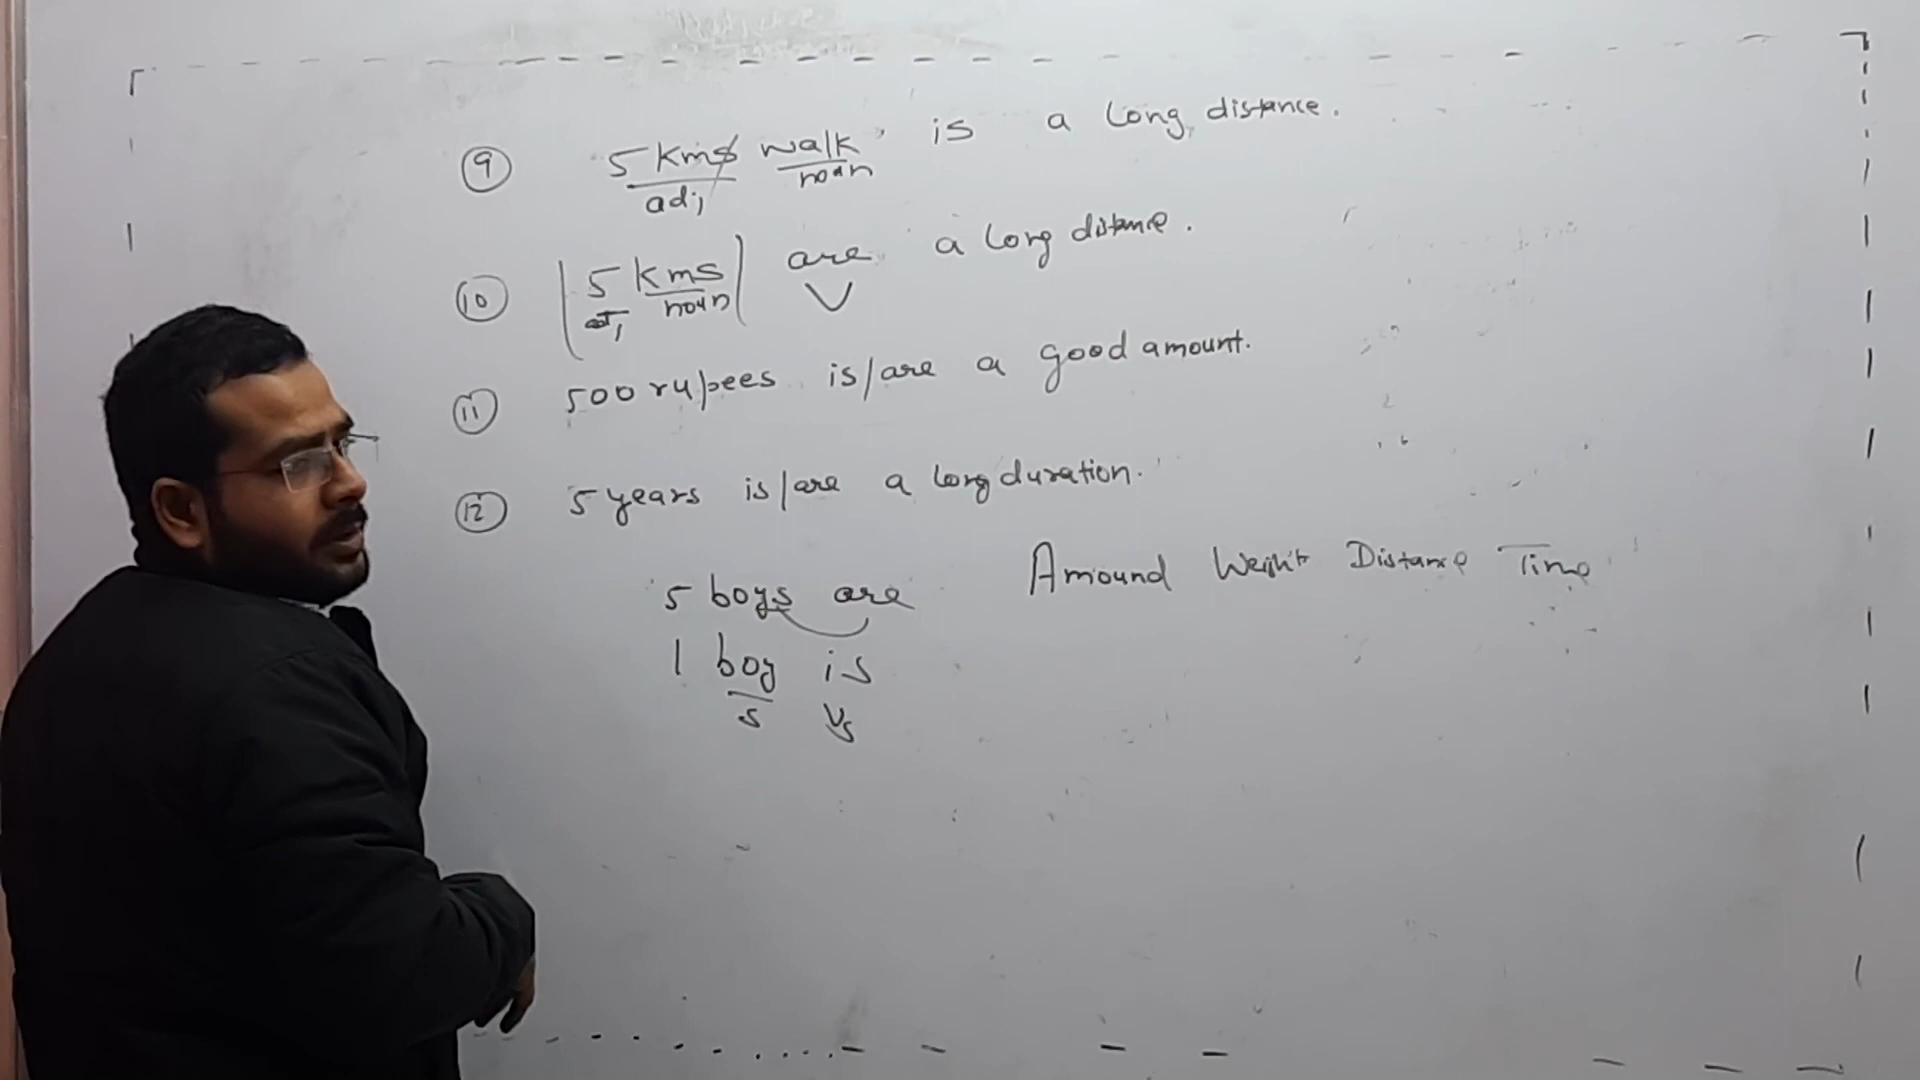 9 5 kms walk is a long distance.
adj noun
10 5 kms are a long distance.
adj noun V
11 500 rupees is/are a good amount.
12 5 years is/are a long duration.
5 boys are Amound Weight Distance Time
1 boy is
S Vs